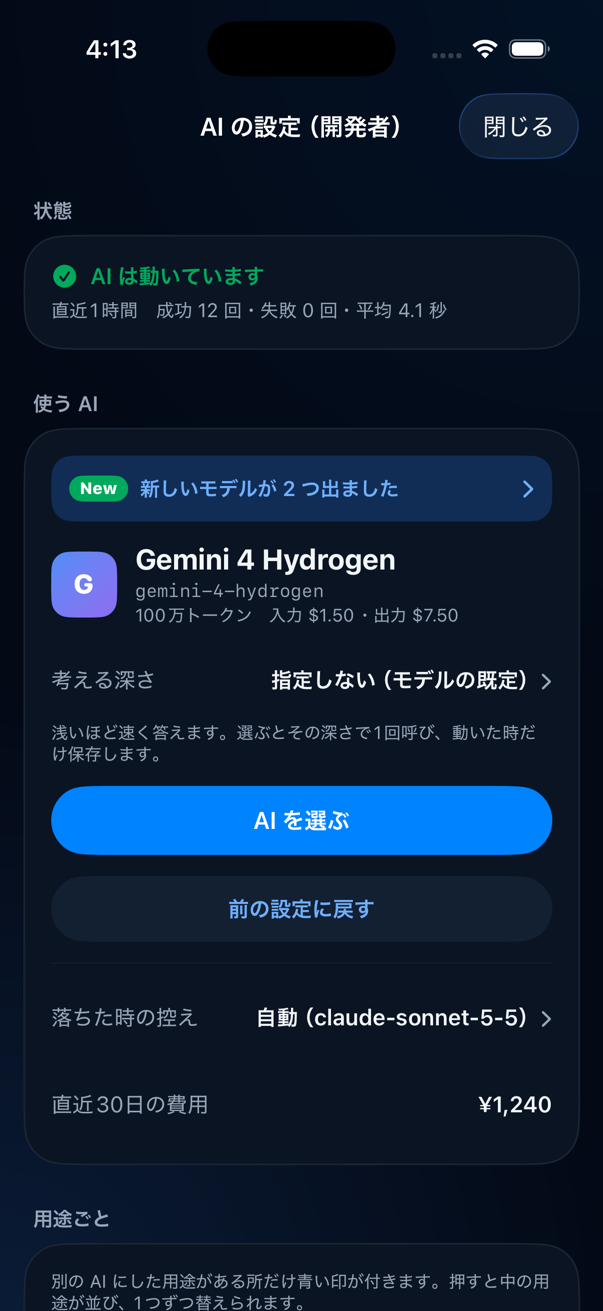 4:13
AI の設定（開発者）
閉じる
状態
AI は動いています
直近1時間　成功 12 回・失敗 0 回・平均 4.1 秒
使う AI
New 新しいモデルが 2 つ出ました
G
Gemini 4 Hydrogen
gemini-4-hydrogen
100万トークン　入力 $1.50・出力 $7.50
考える深さ 指定しない（モデルの既定）
浅いほど速く答えます。選ぶとその深さで1回呼び、動いた時だ
け保存します。
AI を選ぶ
前の設定に戻す
落ちた時の控え 自動（claude-sonnet-5-5）
直近30日の費用 ¥1,240
用途ごと
別の AI にした用途がある所だけ青い印が付きます。押すと中の用
途が並び、1つずつ替えられます。